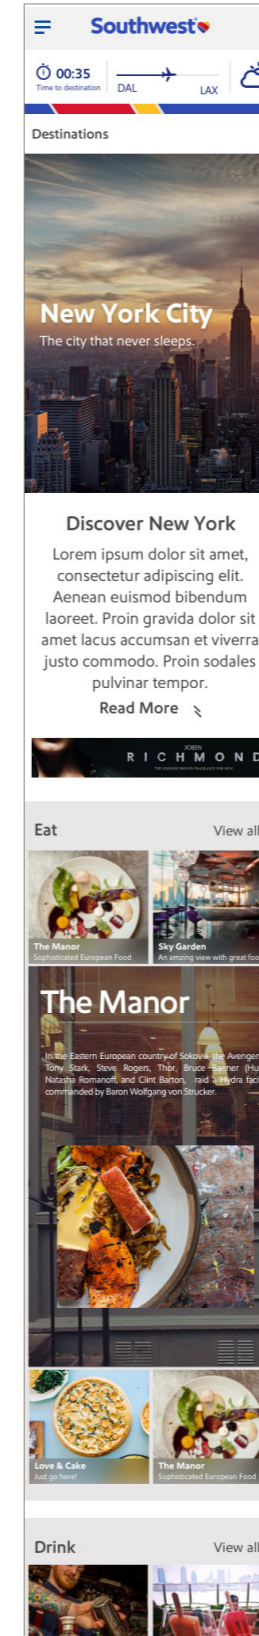 Southwest
00:35
Time to destination
DAL
LAX
Destinations
New York City
The city that never sleeps.
Discover New York
Lorem ipsum dolor sit amet,
consectetur adipiscing elit.
Aenean euismod bibendum
laoreet. Proin gravida dolor sit
amet lacus accumsan et viverra
justo commodo. Proin sodales
pulvinar tempor.
Read More
JOHN
RICHMOND
Eat
View all
The Manor
Sophisticated European Food
Sky Garden
An amzing view with great foo
The Manor
In the Eastern European country of Sokovia, the Avenger
Tony Stark, Steve Rogers, Thor, Bruce Banner (Hu
Natasha Romanoff, and Clint Barton, raid a Hydra faci
commanded by Baron Wolfgang von Strucker.
Love & Cake
Just go here!
The Manor
Sophisticated European Food
Drink
View all